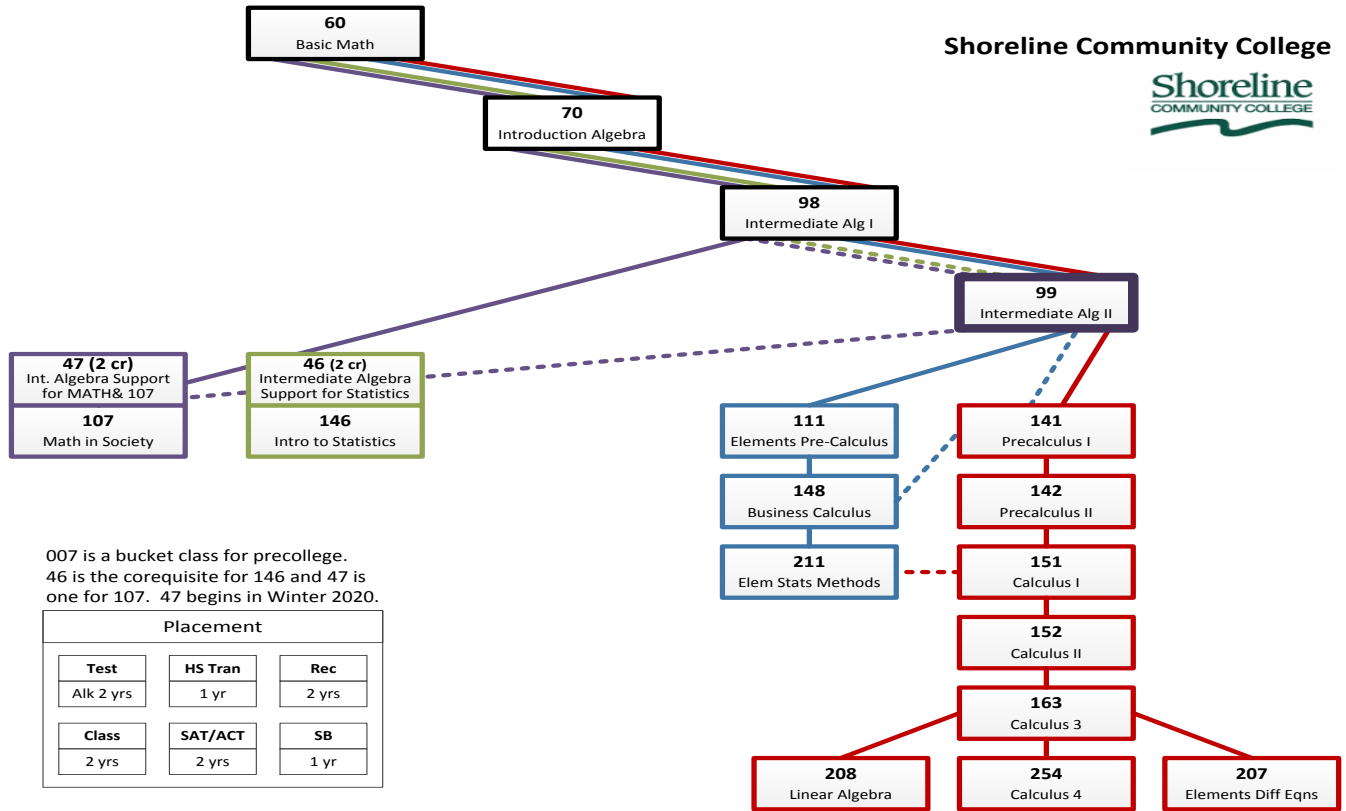 60
Basic Math
Shoreline Community College
Shoreline
COMMUNITY COLLEGE
70
Introduction Algebra
98
Intermediate Alg I
99
Intermediate Alg II
47 (2 cr)
Int. Algebra Support
for MATH& 107
107
Math in Society
46 (2 cr)
Intermediate Algebra
Support for Statistics
146
Intro to Statistics
111
Elements Pre-Calculus
148
Business Calculus
211
Elem Stats Methods
141
Precalculus I
142
Precalculus II
151
Calculus I
152
Calculus II
163
Calculus 3
208
Linear Algebra
254
Calculus 4
207
Elements Diff Eqns
007 is a bucket class for precollege.
46 is the corequisite for 146 and 47 is
one for 107.  47 begins in Winter 2020.
Placement
Test
Alk 2 yrs
HS Tran
1 yr
Rec
2 yrs
Class
2 yrs
SAT/ACT
2 yrs
SB
1 yr